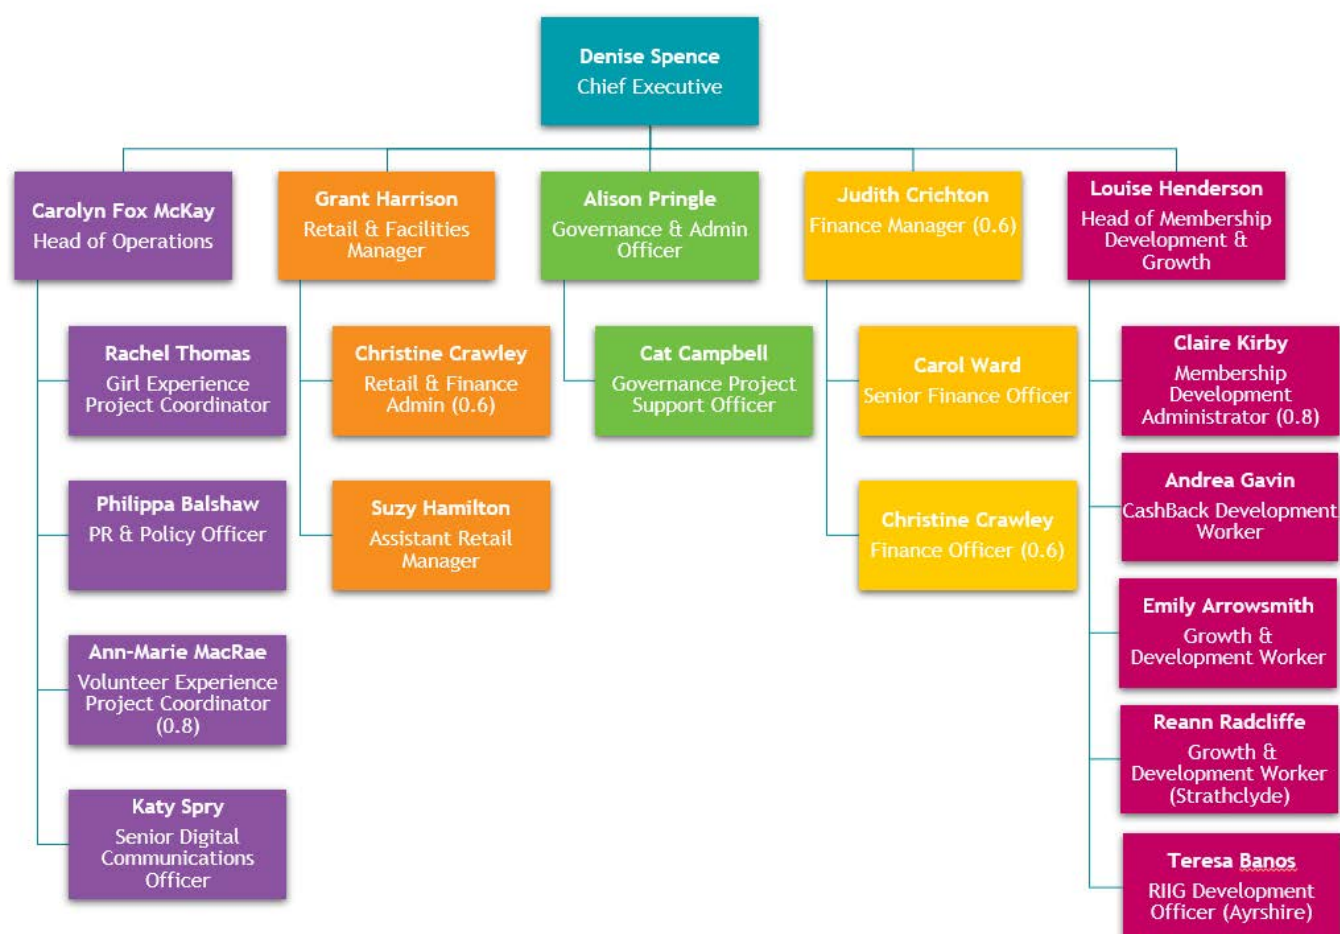 Denise Spence
Chief Executive
Carolyn Fox McKay
Head of Operations
Grant Harrison
Retail & Facilities
Manager
Alison Pringle
Governance & Admin
Officer
Judith Crichton
Finance Manager (0.6)
Louise Henderson
Head of Membership
Development &
Growth
Rachel Thomas
Girl Experience
Project Coordinator
Philippa Balshaw
PR & Policy Officer
Ann-Marie MacRae
Volunteer Experience
Project Coordinator
(0.8)
Katy Spry
Senior Digital
Communications
Officer
Christine Crawley
Retail & Finance
Admin (0.6)
Suzy Hamilton
Assistant Retail
Manager
Cat Campbell
Governance Project
Support Officer
Carol Ward
Senior Finance Officer
Christine Crawley
Finance Officer (0.6)
Claire Kirby
Membership
Development
Administrator (0.8)
Andrea Gavin
CashBack Development
Worker
Emily Arrowsmith
Growth &
Development Worker
Reann Radcliffe
Growth &
Development Worker
(Strathclyde)
Teresa Banos
RIIG Development
Officer (Ayrshire)